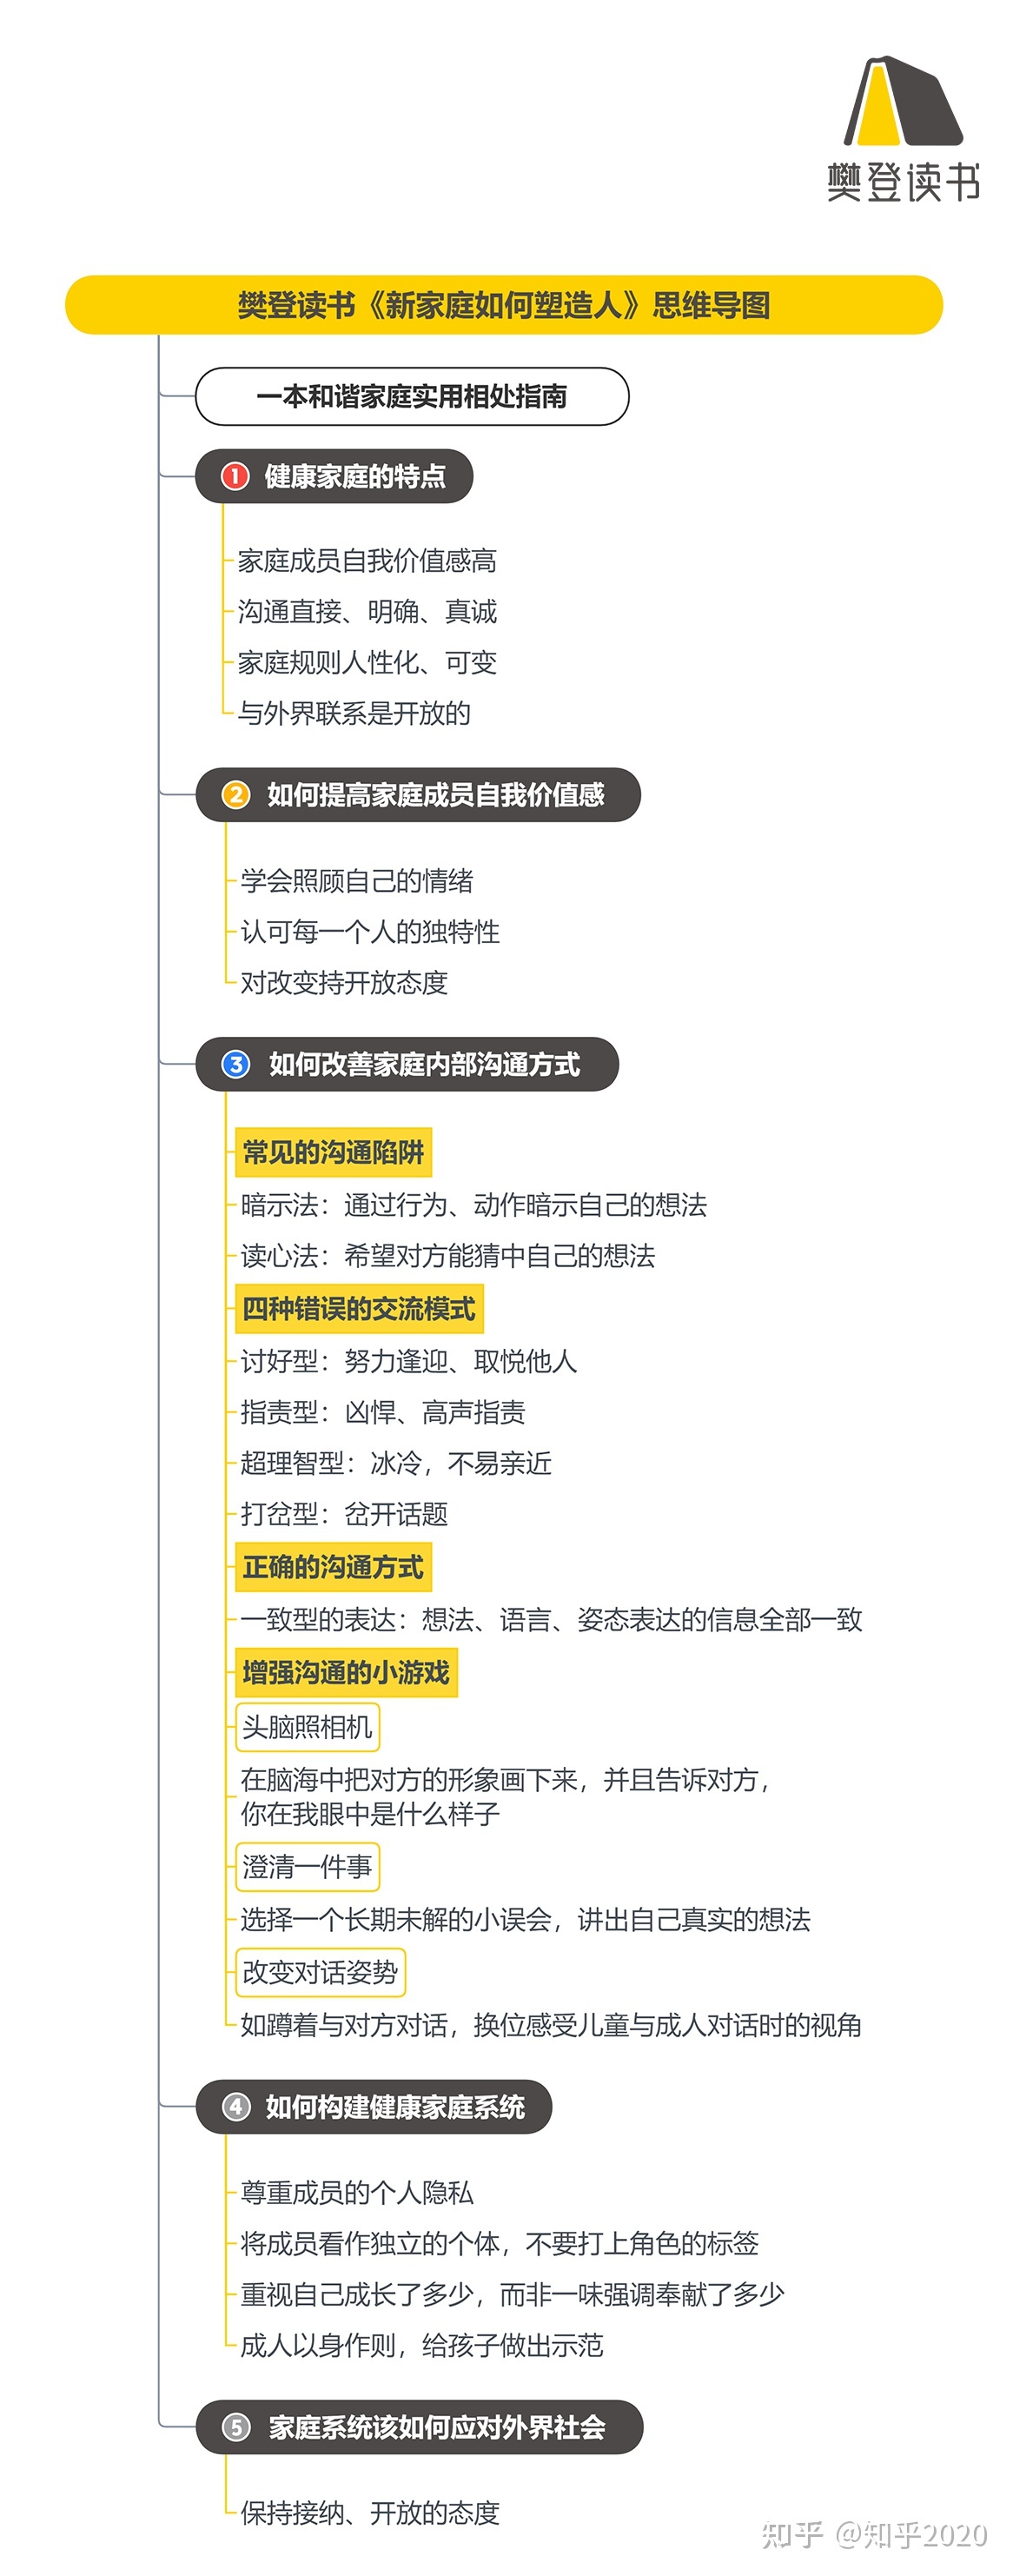 樊登读书
樊登读书《新家庭如何塑造人》思维导图
一本和谐家庭实用相处指南
1 健康家庭的特点
家庭成员自我价值感高
沟通直接、明确、真诚
家庭规则人性化、可变
与外界联系是开放的
2 如何提高家庭成员自我价值感
学会照顾自己的情绪
认可每一个人的独特性
对改变持开放态度
3 如何改善家庭内部沟通方式
常见的沟通陷阱
暗示法：通过行为、动作暗示自己的想法
读心法：希望对方能猜中自己的想法
四种错误的交流模式
讨好型：努力逢迎、取悦他人
指责型：凶悍、高声指责
超理智型：冰冷，不易亲近
打岔型：岔开话题
正确的沟通方式
一致型的表达：想法、语言、姿态表达的信息全部一致
增强沟通的小游戏
头脑照相机
在脑海中把对方的形象画下来，并且告诉对方，
你在我眼中是什么样子
澄清一件事
选择一个长期未解的小误会，讲出自己真实的想法
改变对话姿势
如蹲着与对方对话，换位感受儿童与成人对话时的视角
4 如何构建健康家庭系统
尊重成员的个人隐私
将成员看作独立的个体，不要打上角色的标签
重视自己成长了多少，而非一味强调奉献了多少
成人以身作则，给孩子做出示范
5 家庭系统该如何应对外界社会
保持接纳、开放的态度
知乎 @知乎2020